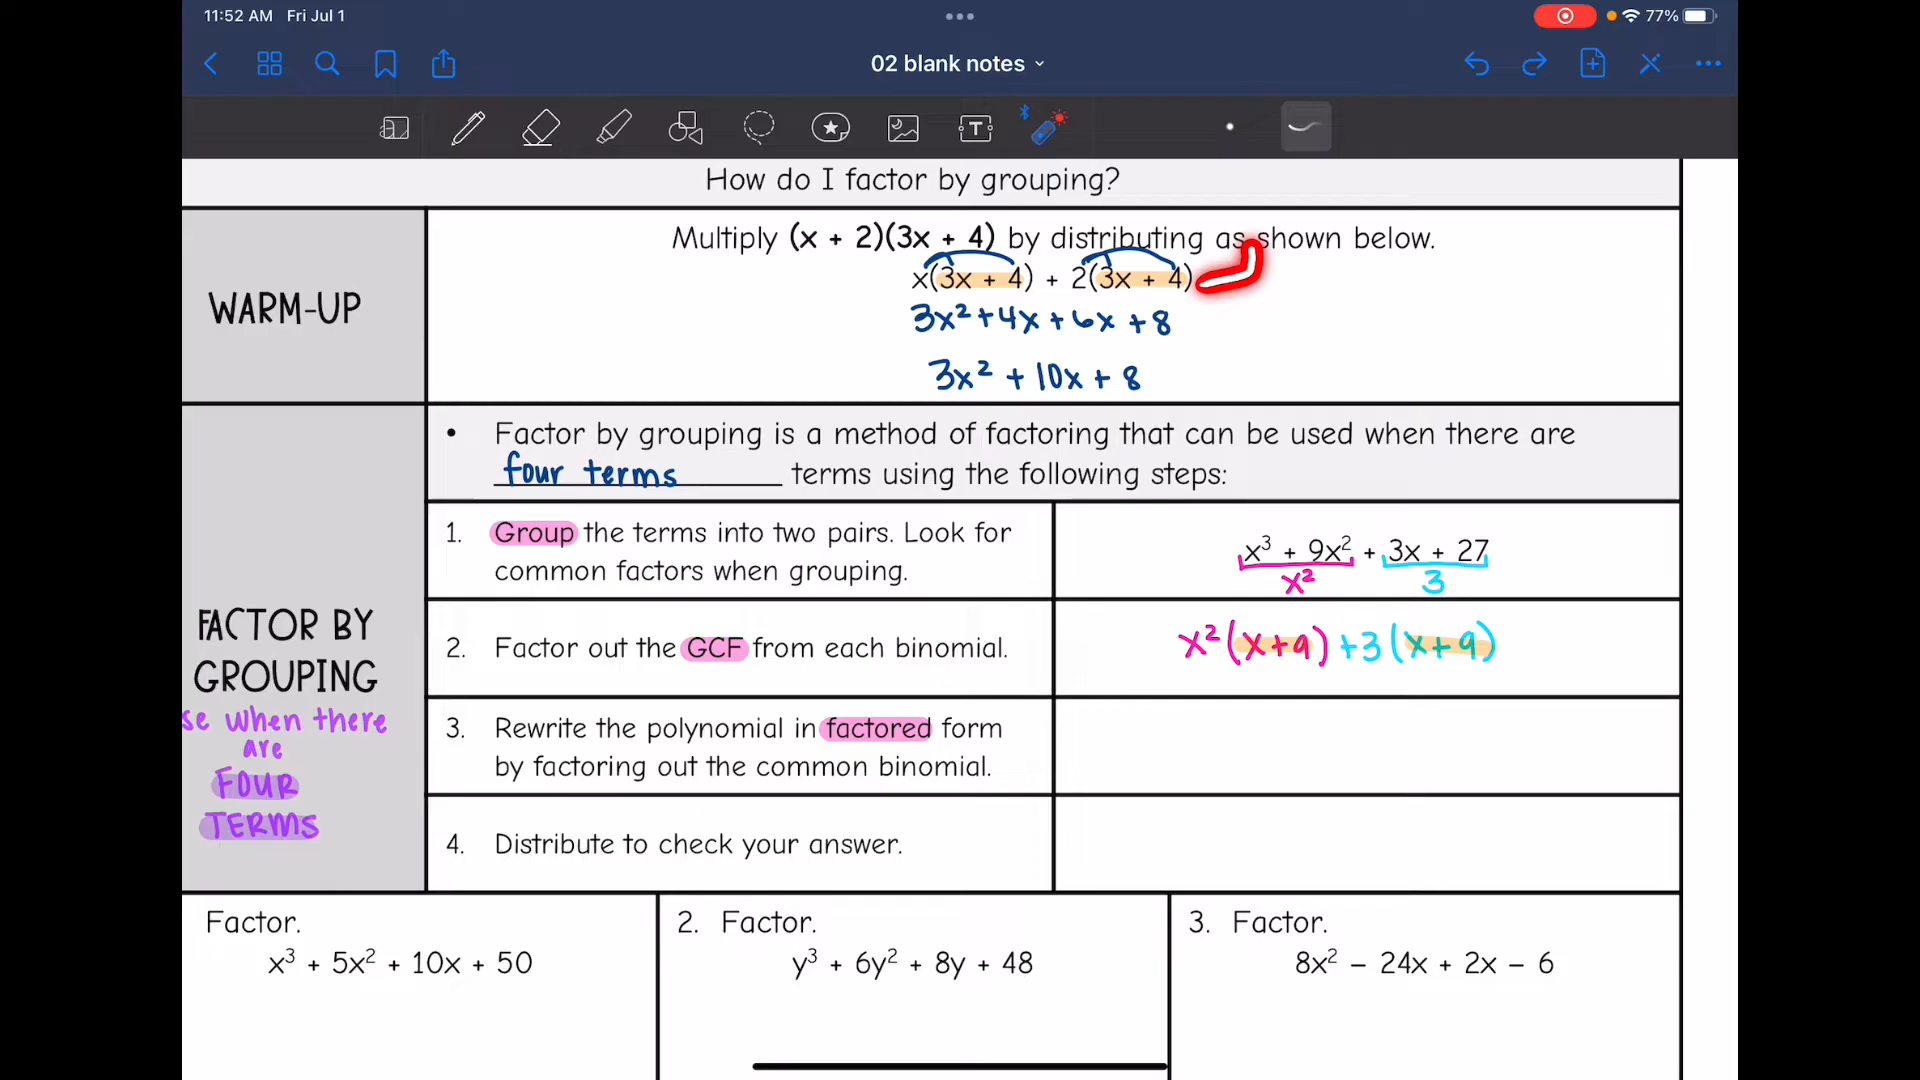 11:52 AM Fri Jul 1
77%
02 blank notes
How do I factor by grouping?
WARM-UP
Multiply (x + 2)(3x + 4) by distributing as shown below.
x(3x + 4) + 2(3x + 4)
3x² + 4x + 6x + 8
3x² + 10x + 8
FACTOR BY
GROUPING
se when there
are
FOUR
TERMS
• Factor by grouping is a method of factoring that can be used when there are
four terms terms using the following steps:
1. Group the terms into two pairs. Look for
common factors when grouping.
x³ + 9x² + 3x + 27
x² 3
2. Factor out the GCF from each binomial.
x²(x+9) +3(x+9)
3. Rewrite the polynomial in factored form
by factoring out the common binomial.
4. Distribute to check your answer.
Factor.
x³ + 5x² + 10x + 50
2. Factor.
y³ + 6y² + 8y + 48
3. Factor.
8x² − 24x + 2x − 6